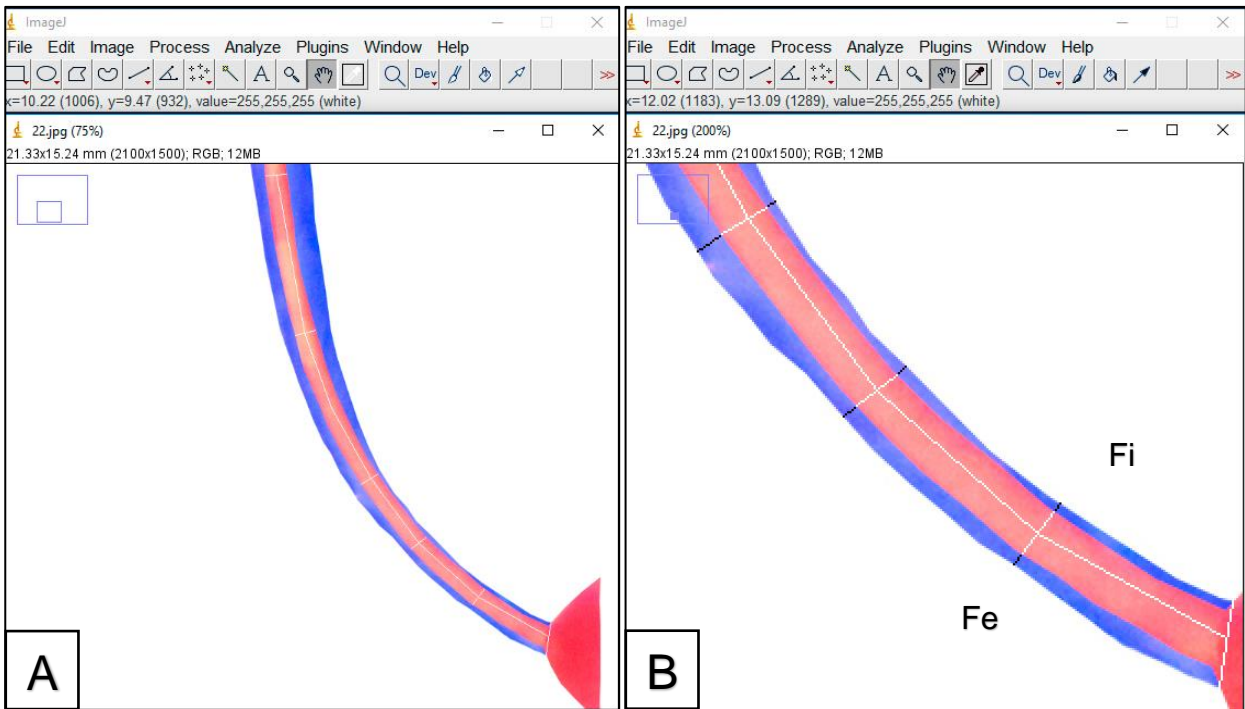 ImageJ
File Edit Image Process Analyze Plugins Window Help
A Dev >>
x=10.22 (1006), y=9.47 (932), value=255,255,255 (white)
22.jpg (75%)
21.33x15.24 mm (2100x1500); RGB; 12MB
A
ImageJ
File Edit Image Process Analyze Plugins Window Help
A Dev >>
x=12.02 (1183), y=13.09 (1289), value=255,255,255 (white)
22.jpg (200%)
21.33x15.24 mm (2100x1500); RGB; 12MB
Fi
Fe
B